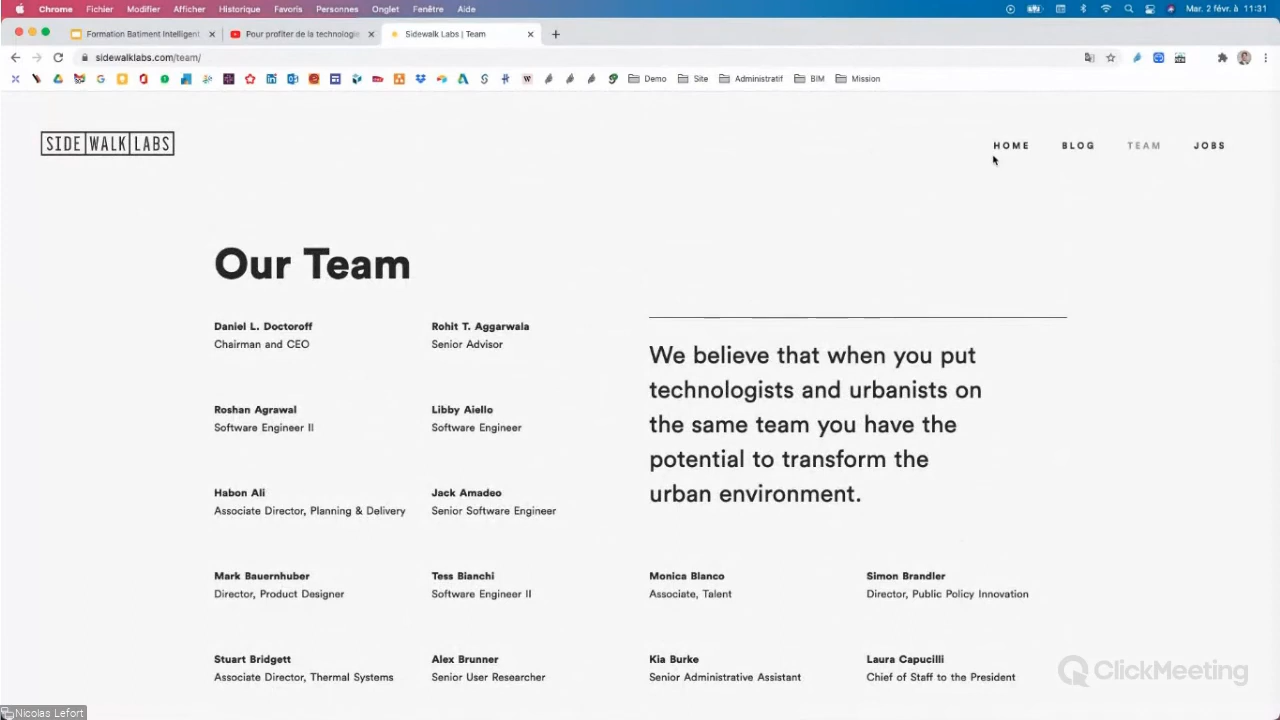 Chrome Fichier Modifier Afficher Historique Favoris Personnes Onglet Fenêtre Aide Mar. 2 févr. à 11:31
Formation Batiment Intelligent Pour profiter de la technologie Sidewalk Labs | Team
sidewalklabs.com/team/
Demo Site Administratif BIM Mission
SIDE WALK LABS
HOME BLOG TEAM JOBS
Our Team
Daniel L. Doctoroff Rohit T. Aggarwala
Chairman and CEO Senior Advisor
We believe that when you put
technologists and urbanists on
the same team you have the
potential to transform the
urban environment.
Roshan Agrawal Libby Aiello
Software Engineer II Software Engineer
Habon Ali Jack Amadeo
Associate Director, Planning & Delivery Senior Software Engineer
Mark Bauernhuber Tess Bianchi Monica Blanco Simon Brandler
Director, Product Designer Software Engineer II Associate, Talent Director, Public Policy Innovation
Stuart Bridgett Alex Brunner Kia Burke Laura Capucilli
Associate Director, Thermal Systems Senior User Researcher Senior Administrative Assistant Chief of Staff to the President
ClickMeeting
Nicolas Lefort